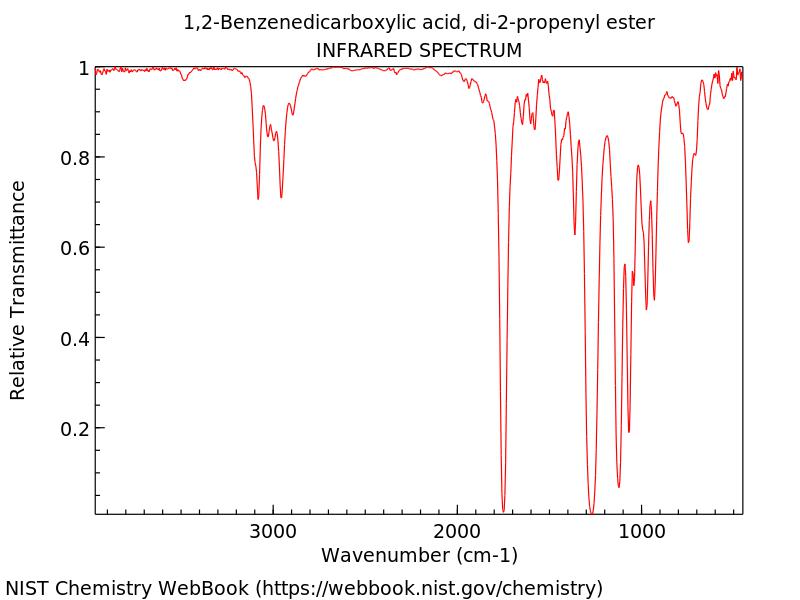 1,2-Benzenedicarboxylic acid, di-2-propenyl ester
INFRARED SPECTRUM
1
0.8
0.6
0.4
0.2
Relative Transmittance
3000 2000 1000
Wavenumber (cm-1)
NIST Chemistry WebBook (https://webbook.nist.gov/chemistry)